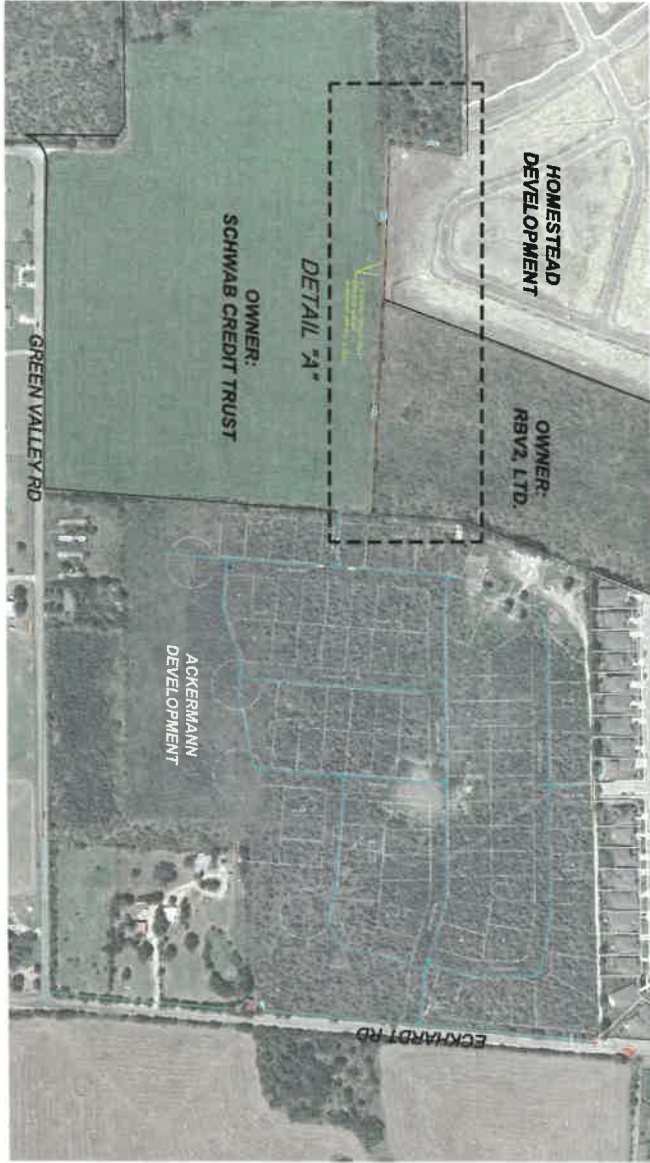 HOMESTEAD
DEVELOPMENT
OWNER:
RBV2, LTD.
DETAIL "A"
OWNER:
SCHWAB CREDIT TRUST
GREEN VALLEY RD
ACKERMANN
DEVELOPMENT
ECKHARDT RD